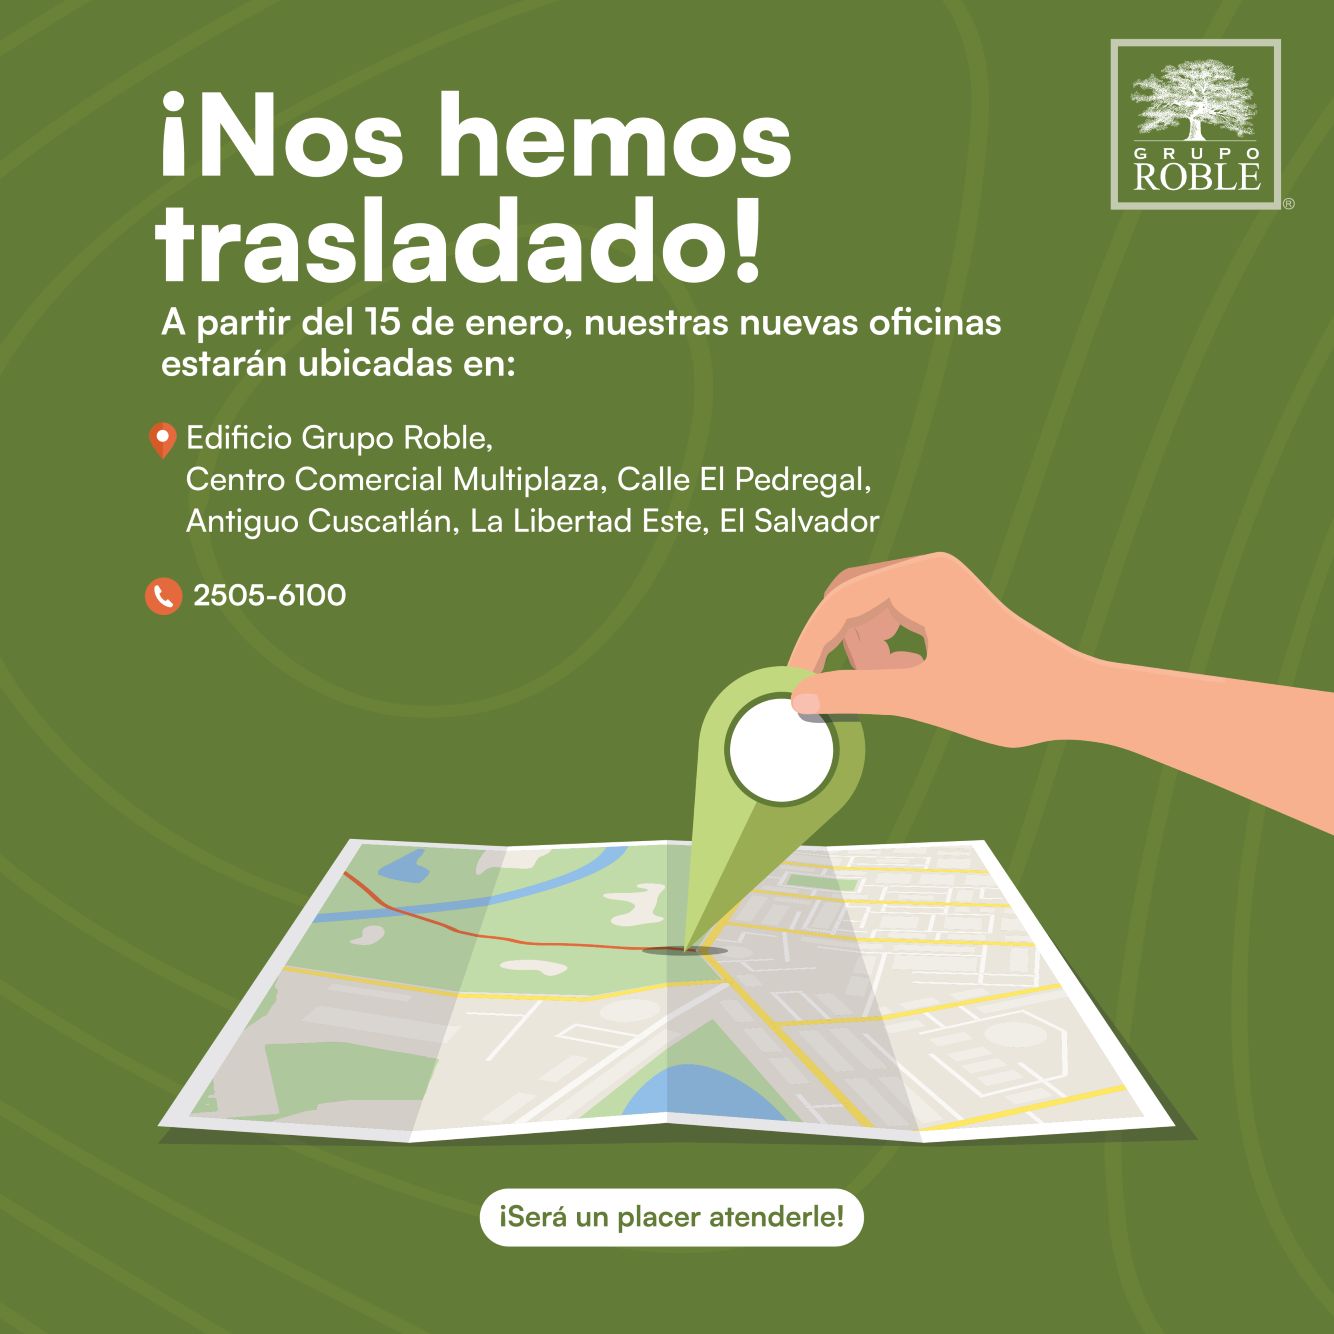 ¡Nos hemos
trasladado!
GRUPO
ROBLE
®
A partir del 15 de enero, nuestras nuevas oficinas
estarán ubicadas en:
Edificio Grupo Roble,
Centro Comercial Multiplaza, Calle El Pedregal,
Antiguo Cuscatlán, La Libertad Este, El Salvador
2505-6100
¡Será un placer atenderle!